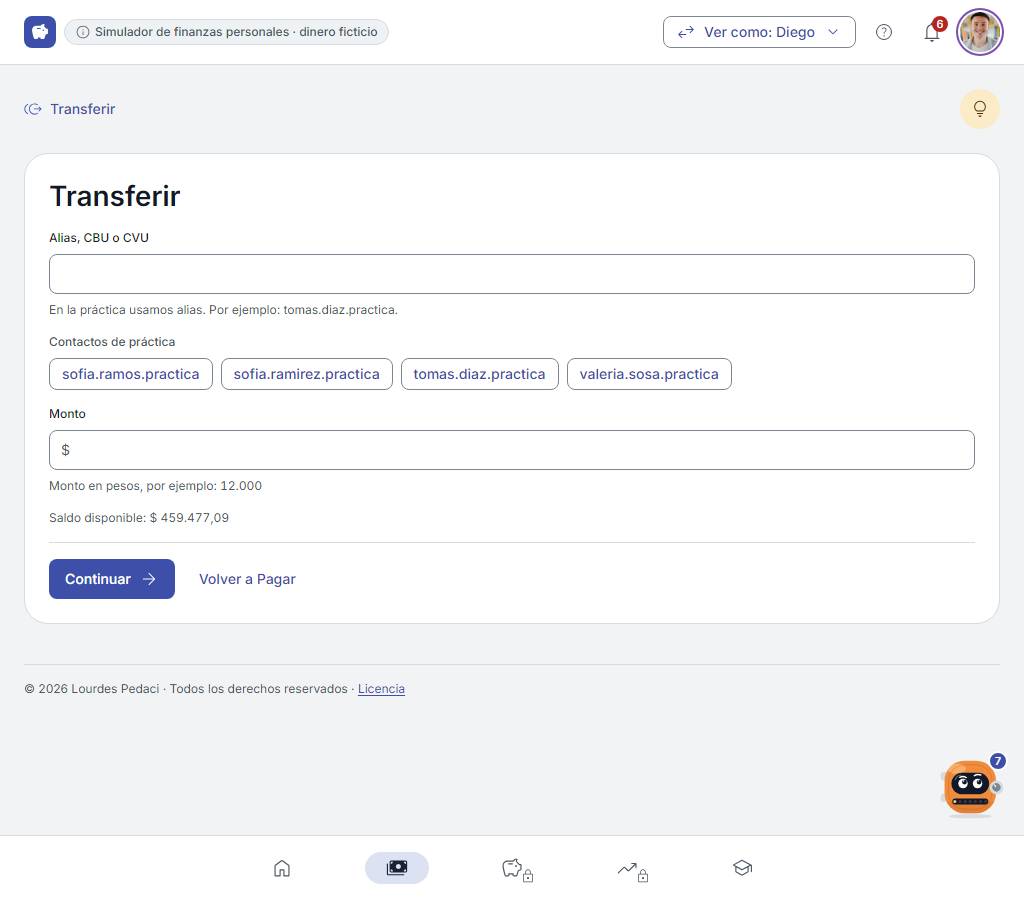 Simulador de finanzas personales · dinero ficticio
Ver como: Diego
6
Transferir
Transferir
Alias, CBU o CVU
En la práctica usamos alias. Por ejemplo: tomas.diaz.practica.
Contactos de práctica
sofia.ramos.practica
sofia.ramirez.practica
tomas.diaz.practica
valeria.sosa.practica
Monto
$
Monto en pesos, por ejemplo: 12.000
Saldo disponible: $ 459.477,09
Continuar
Volver a Pagar
© 2026 Lourdes Pedaci · Todos los derechos reservados · Licencia
7